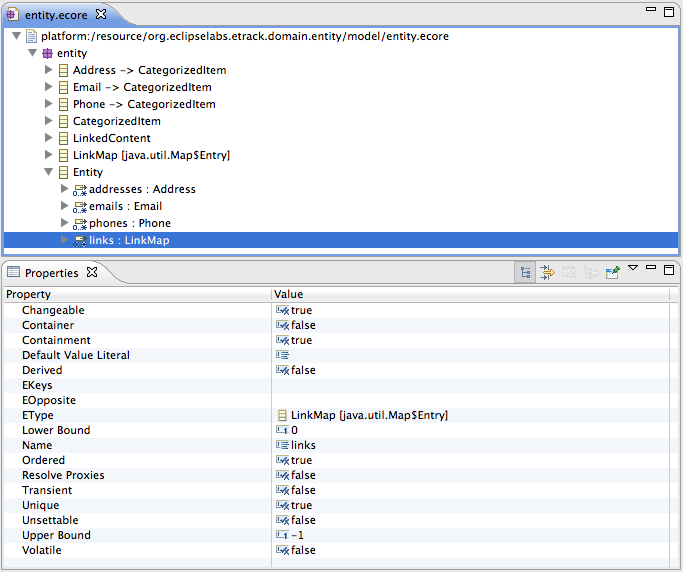 entity.ecore
platform:/resource/org.eclipselabs.etrack.domain.entity/model/entity.ecore
entity
Address -> CategorizedItem
Email -> CategorizedItem
Phone -> CategorizedItem
CategorizedItem
LinkedContent
LinkMap [java.util.Map$Entry]
Entity
0..* addresses : Address
0..* emails : Email
0..* phones : Phone
0..* links : LinkMap
Properties
Property Value
Changeable true
Container false
Containment true
Default Value Literal
Derived false
EKeys
EOpposite
EType LinkMap [java.util.Map$Entry]
Lower Bound 0
Name links
Ordered true
Resolve Proxies false
Transient false
Unique true
Unsettable false
Upper Bound -1
Volatile false